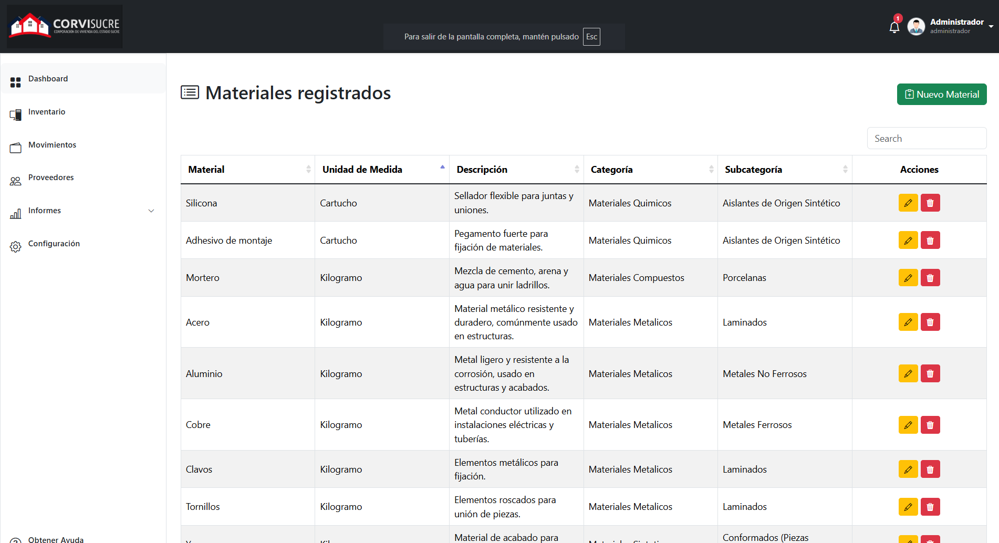 CORVISUCRE
CORPORACIÓN DE VIVIENDA DEL ESTADO SUCRE
Para salir de la pantalla completa, mantén pulsado Esc
1
Administrador
administrador
Dashboard
Inventario
Movimientos
Proveedores
Informes
Configuración
Obtener Ayuda
Materiales registrados
Nuevo Material
Search
Material Unidad de Medida Descripción Categoría Subcategoría Acciones
Silicona Cartucho Sellador flexible para juntas y
uniones. Materiales Quimicos Aislantes de Origen Sintético
Adhesivo de montaje Cartucho Pegamento fuerte para
fijación de materiales. Materiales Quimicos Aislantes de Origen Sintético
Mortero Kilogramo Mezcla de cemento, arena y
agua para unir ladrillos. Materiales Compuestos Porcelanas
Acero Kilogramo Material metálico resistente y
duradero, comúnmente usado
en estructuras. Materiales Metalicos Laminados
Aluminio Kilogramo Metal ligero y resistente a la
corrosión, usado en
estructuras y acabados. Materiales Metalicos Metales No Ferrosos
Cobre Kilogramo Metal conductor utilizado en
instalaciones eléctricas y
tuberías. Materiales Metalicos Metales Ferrosos
Clavos Kilogramo Elementos metálicos para
fijación. Materiales Metalicos Laminados
Tornillos Kilogramo Elementos roscados para
unión de piezas. Materiales Metalicos Laminados
Material de acabado para
Conformados (Piezas